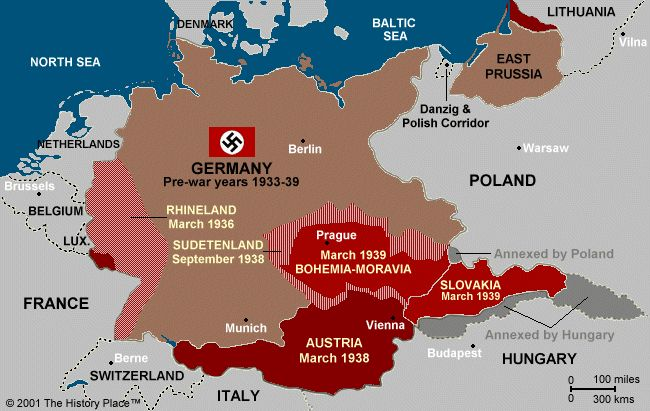 DENMARK
BALTIC
SEA
LITHUANIA
Vilna
NORTH SEA
EAST
PRUSSIA
Danzig &
Polish Corridor
NETHERLANDS
Berlin
GERMANY
Pre-war years 1933-39
Warsaw
POLAND
Brussels
BELGIUM
RHINELAND
March 1936
LUX.
SUDETENLAND
September 1938
Prague
March 1939
BOHEMIA-MORAVIA
Annexed by Poland
SLOVAKIA
March 1939
FRANCE
Munich
Vienna
Annexed by Hungary
AUSTRIA
March 1938
Berne
SWITZERLAND
Budapest
HUNGARY
ITALY
0 100 miles
0 300 kms
© 2001 The History Place™